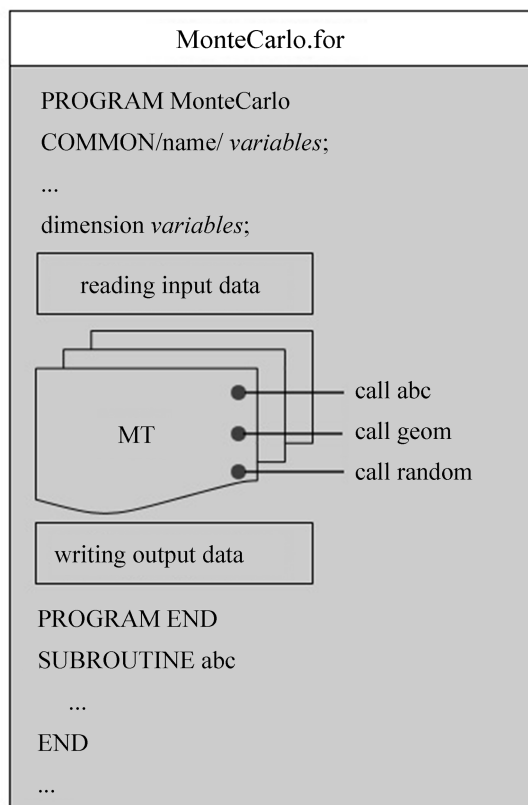 MonteCarlo.for
PROGRAM MonteCarlo
COMMON/name/ variables;
...
dimension variables;
reading input data
MT
call abc
call geom
call random
writing output data
PROGRAM END
SUBROUTINE abc
...
END
...